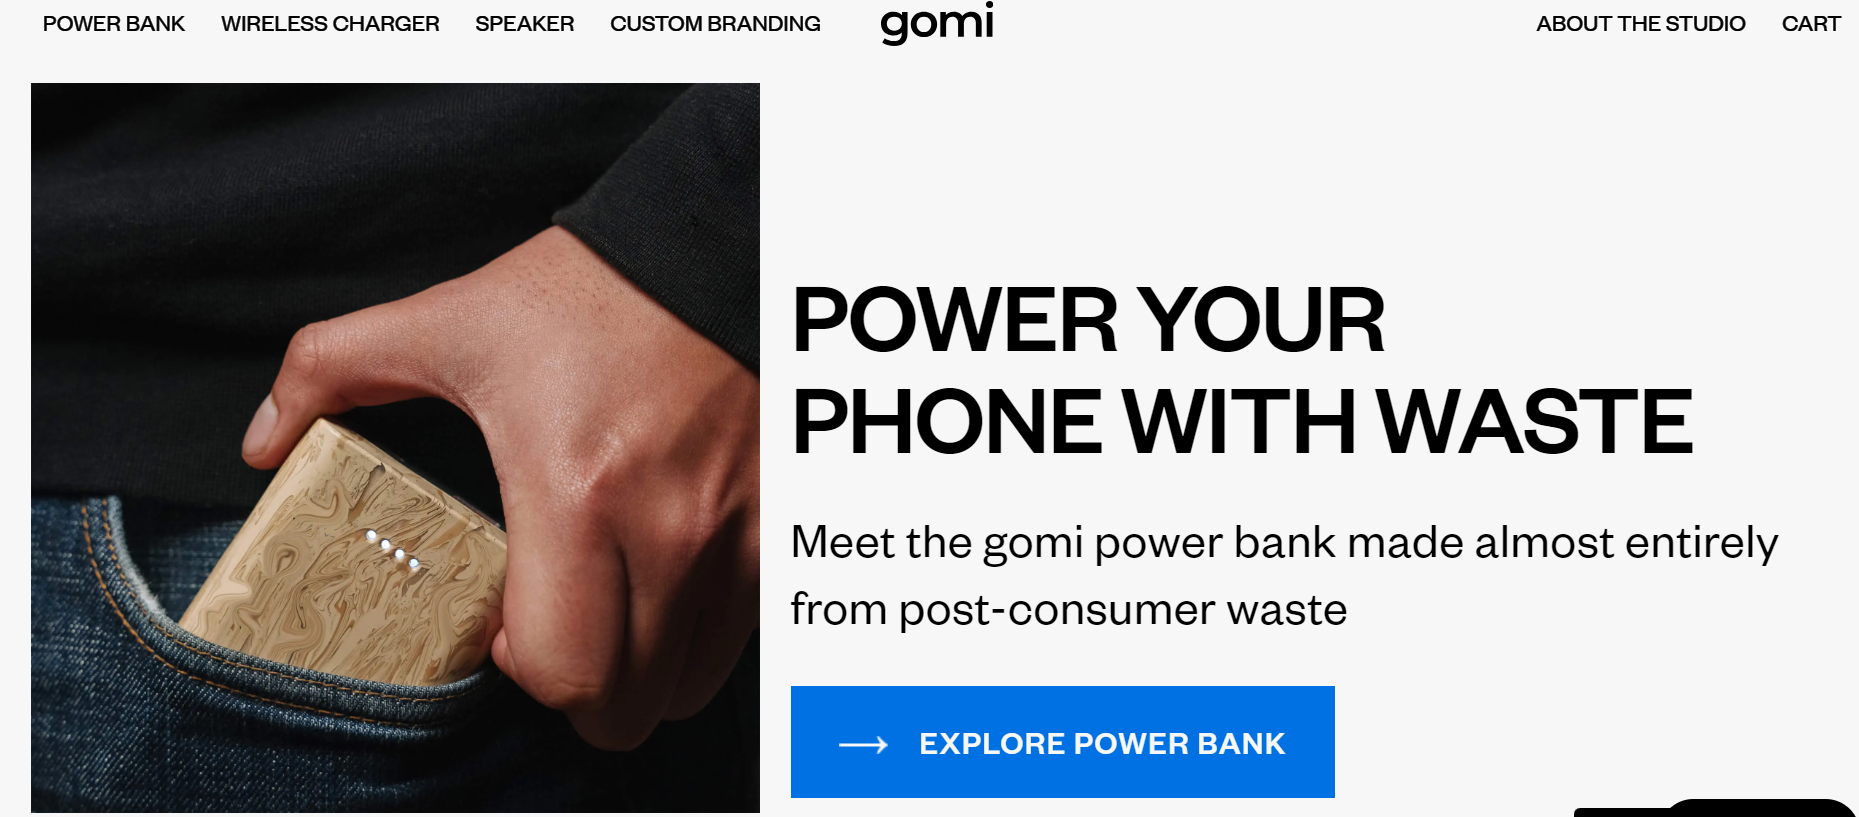 POWER BANK
WIRELESS CHARGER
SPEAKER
CUSTOM BRANDING
gomi
ABOUT THE STUDIO
CART
POWER YOUR
PHONE WITH WASTE
Meet the gomi power bank made almost entirely
from post-consumer waste
EXPLORE POWER BANK